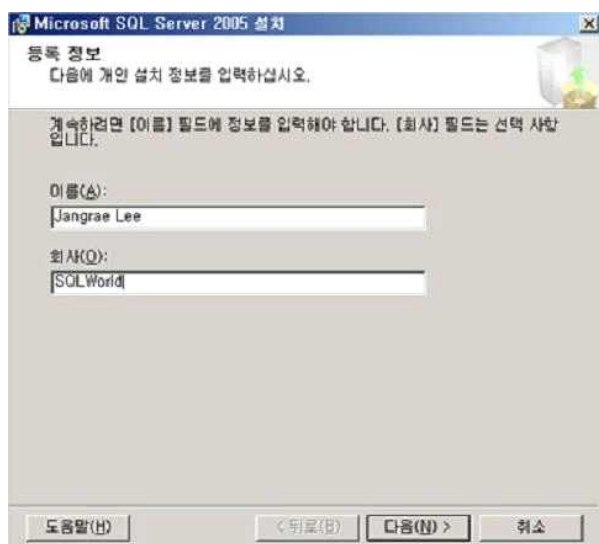 Microsoft SQL Server 2005 설치
등록 정보
다음에 개인 설치 정보를 입력하십시오.
계속하려면 [이름] 필드에 정보를 입력해야 합니다. [회사] 필드는 선택 사항
입니다.
이름(A):
Jangrae Lee
회사(O):
SQLWorld
도움말(H)
< 뒤로(B)
다음(N) >
취소